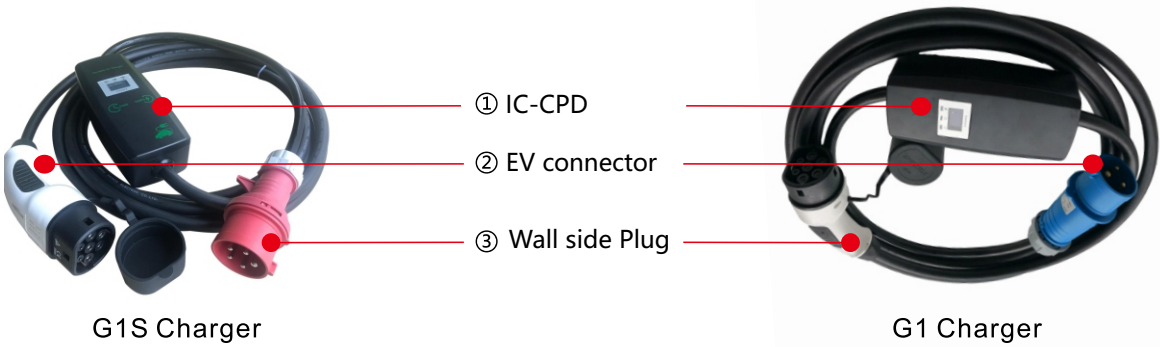 ① IC-CPD
② EV connector
③ Wall side Plug
G1S Charger
G1 Charger